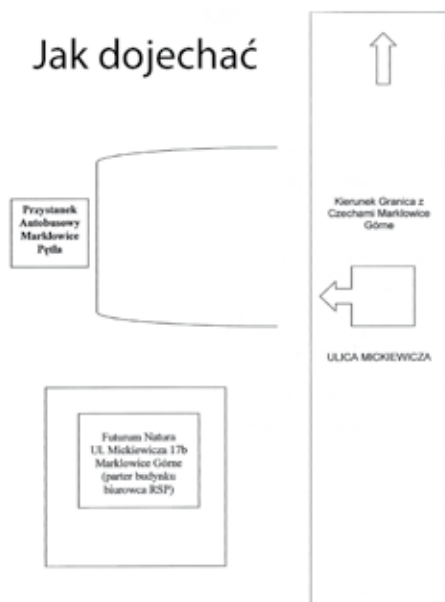 Jak dojechać
Przystanek
Autobusowy
Marklowice
Pętla
Kierunek Granica z
Czechami Marklowice
Górne
ULICA MICKIEWICZA
Futurum Natura
Ul. Mickiewicza 17b
Marklowice Górne
(parter budynku
biurowca RSP)